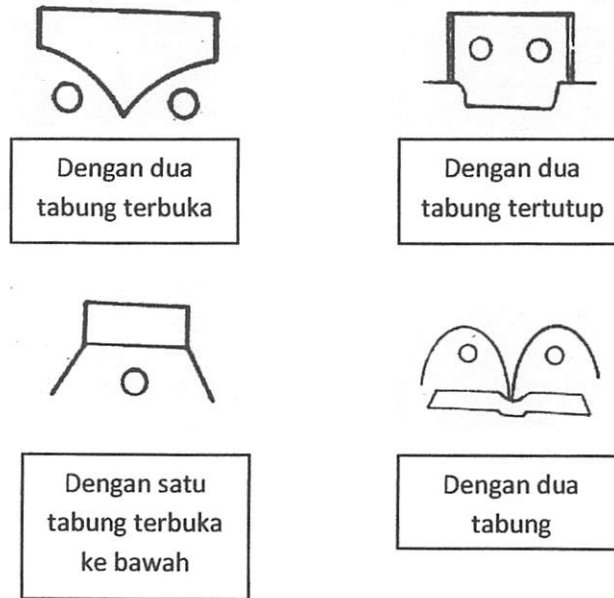 Dengan dua
tabung terbuka
Dengan dua
tabung tertutup
Dengan satu
tabung terbuka
ke bawah
Dengan dua
tabung